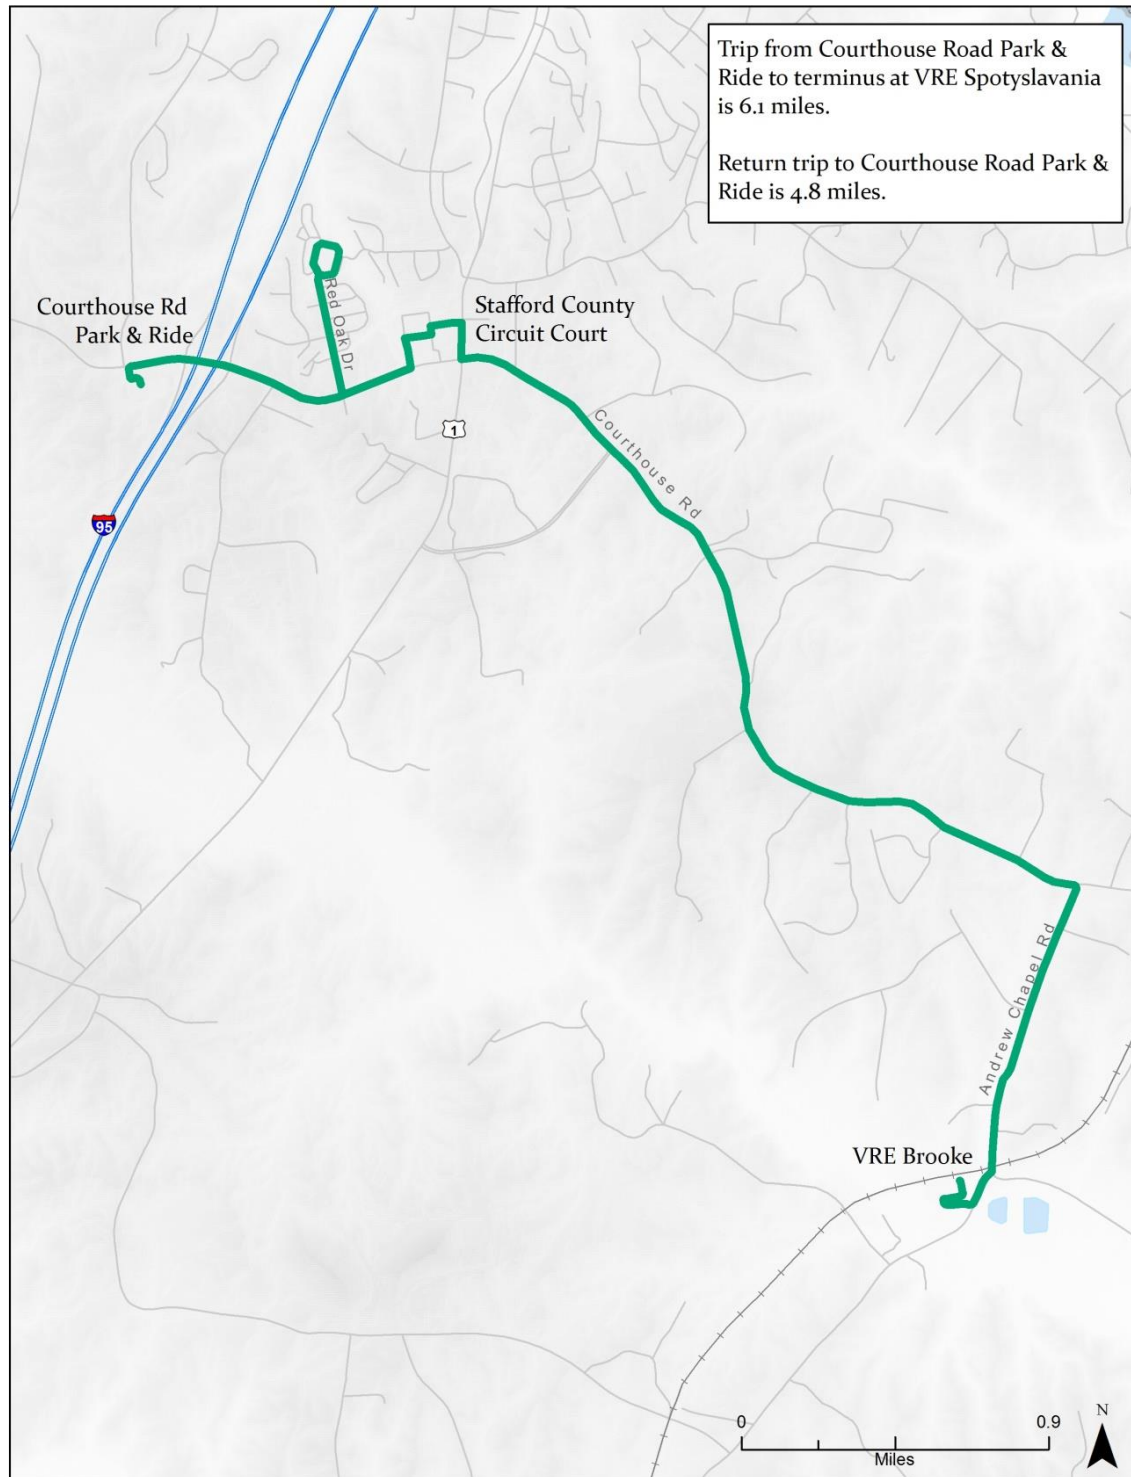 Trip from Courthouse Road Park &
Ride to terminus at VRE Spotyslavania
is 6.1 miles.
Return trip to Courthouse Road Park &
Ride is 4.8 miles.
Courthouse Rd
Park & Ride
Red Oak Dr
Stafford County
Circuit Court
1
Courthouse Rd
95
Andrew Chapel Rd
VRE Brooke
0
0.9
Miles
N